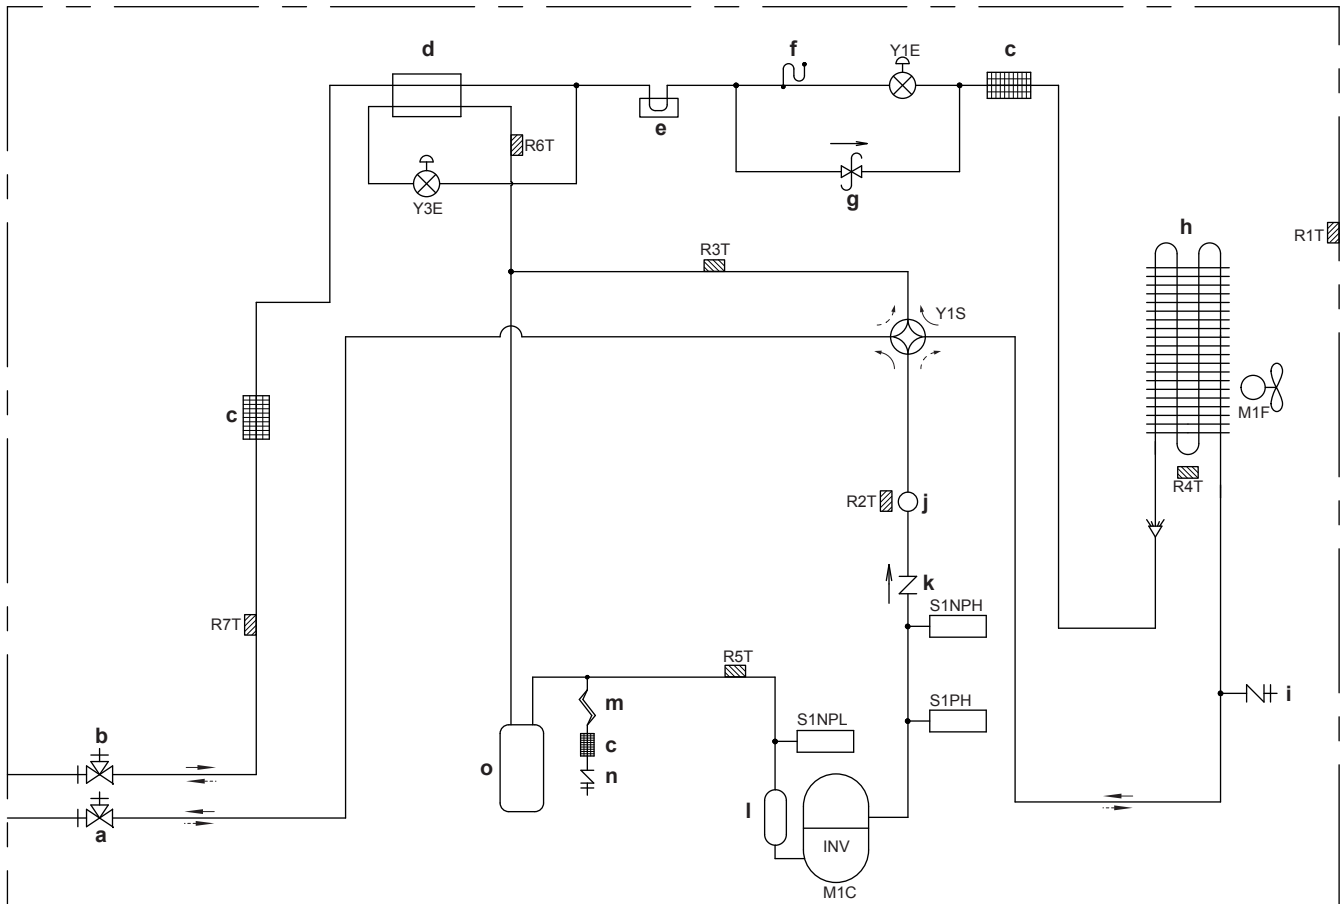 d
f
Y1E
c
e
R6T
Y3E
g
h
R1T
R3T
Y1S
c
M1F
R4T
R2T
j
k
S1NPH
R7T
R5T
i
m
S1PH
S1NPL
b
c
o
n
l
a
INV
M1C